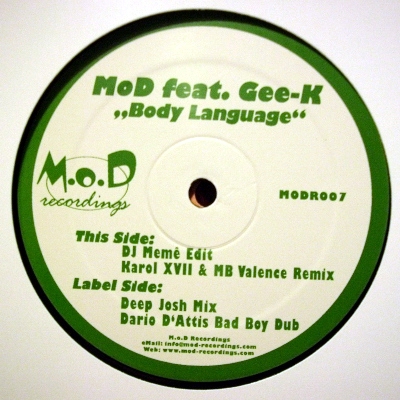 MoD feat. Gee-K
„Body Language“
M.o.D
recordings
MODR007
This Side:
DJ Memê Edit
Karol XVII & MB Valence Remix
Label Side:
Deep Josh Mix
Dario D'Attis Bad Boy Dub
M.o.D Recordings
eMail: info@mod-recordings.com
Web: www.mod-recordings.com